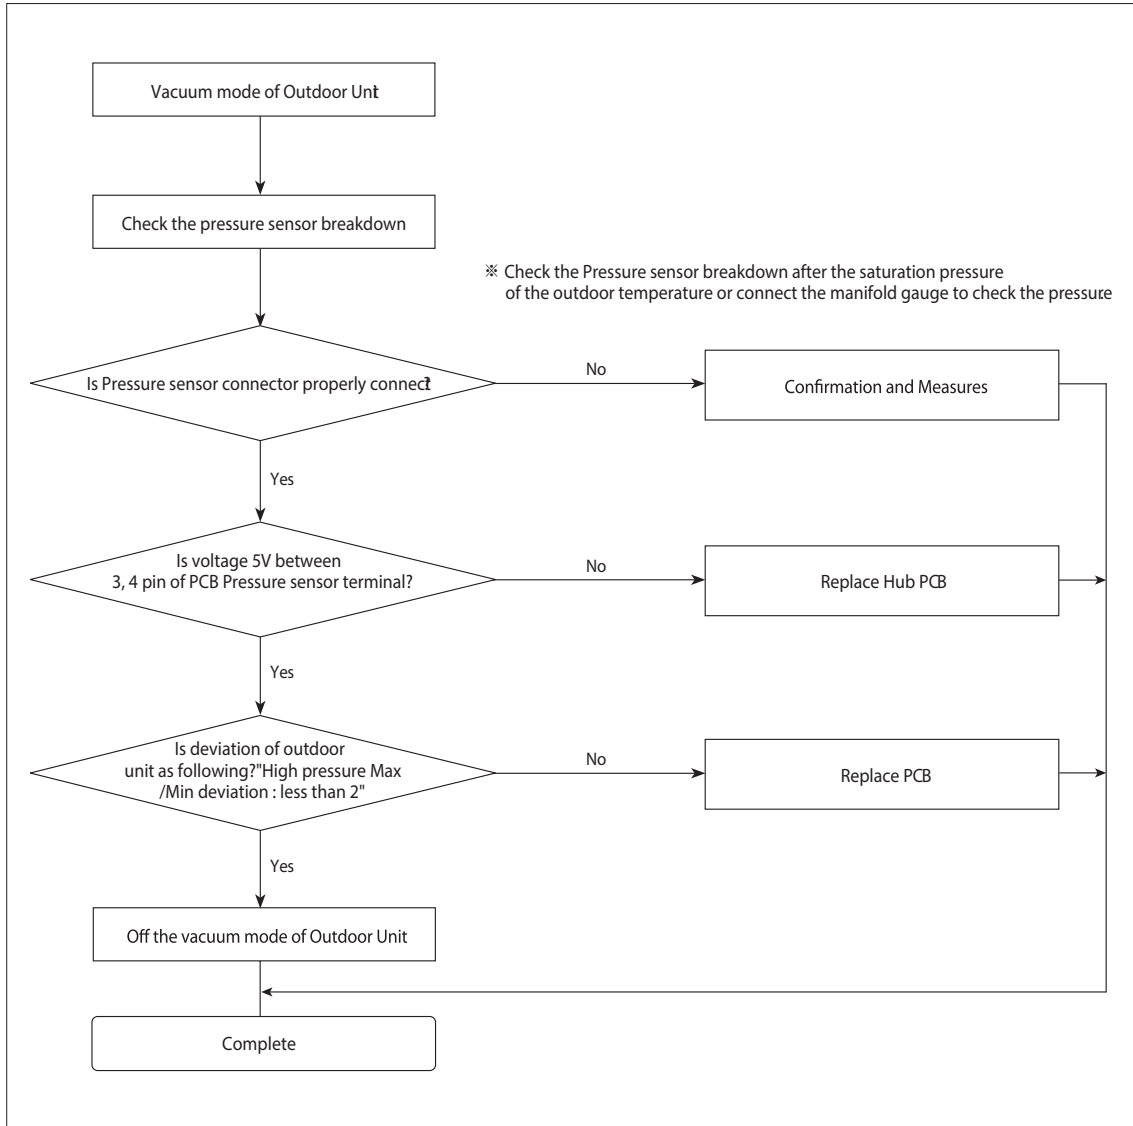 Vacuum mode of Outdoor Unit
Check the pressure sensor breakdown
※ Check the Pressure sensor breakdown after the saturation pressure
of the outdoor temperature or connect the manifold gauge to check the pressure
Is Pressure sensor connector properly connect?
No
Confirmation and Measures
Yes
Is voltage 5V between
3, 4 pin of PCB Pressure sensor terminal?
No
Replace Hub PCB
Yes
Is deviation of outdoor
unit as following?"High pressure Max
/Min deviation : less than 2"
No
Replace PCB
Yes
Off the vacuum mode of Outdoor Unit
Complete